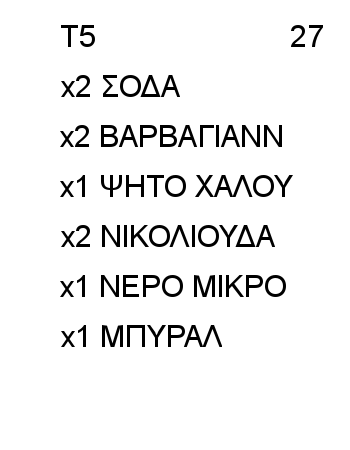 T5 27
x2 ΣΟΔΑ
x2 ΒΑΡΒΑΓΙΑΝΝ
x1 ΨΗΤΟ ΧΑΛΟΥ
x2 ΝΙΚΟΛΙΟΥΔΑ
x1 ΝΕΡΟ ΜΙΚΡΟ
x1 ΜΠΥΡΑΛ